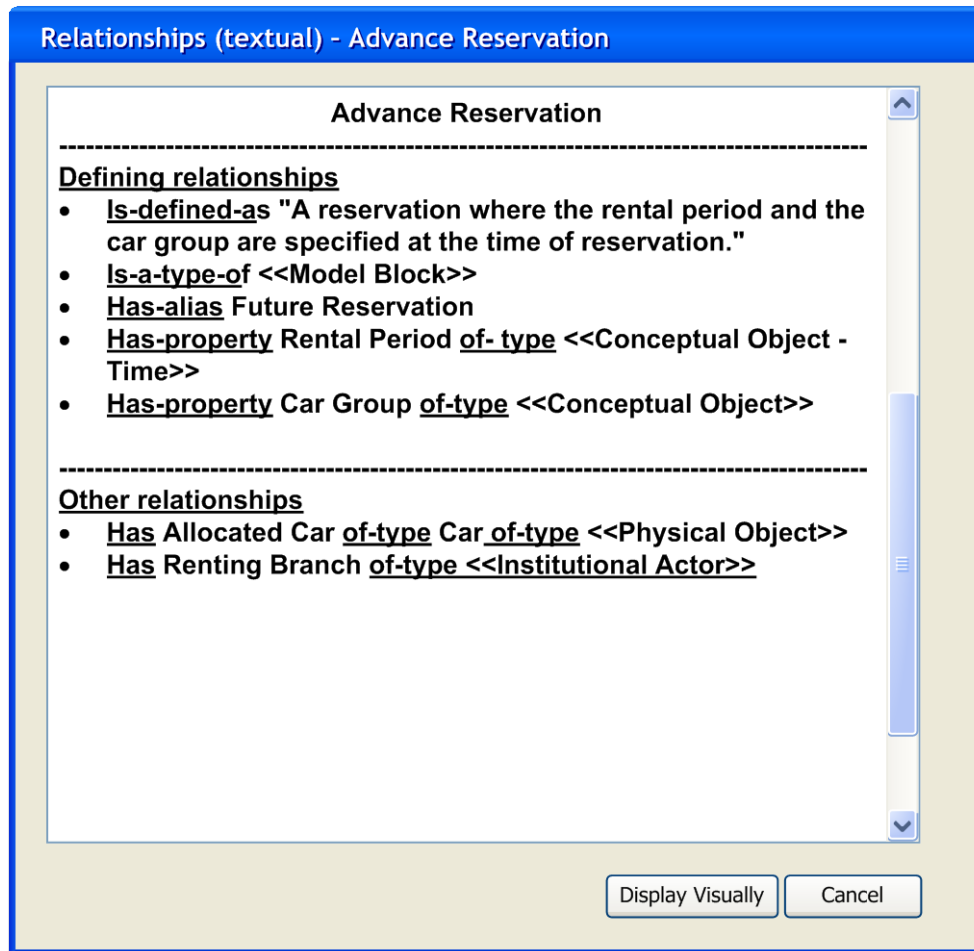 Relationships (textual) – Advance Reservation
Advance Reservation
--------------------------------------------------------------------------------------
Defining relationships
• Is-defined-as "A reservation where the rental period and the
car group are specified at the time of reservation."
• Is-a-type-of <<Model Block>>
• Has-alias Future Reservation
• Has-property Rental Period of- type <<Conceptual Object -
Time>>
• Has-property Car Group of-type <<Conceptual Object>>
--------------------------------------------------------------------------------------
Other relationships
• Has Allocated Car of-type Car of-type <<Physical Object>>
• Has Renting Branch of-type <<Institutional Actor>>
Display Visually Cancel